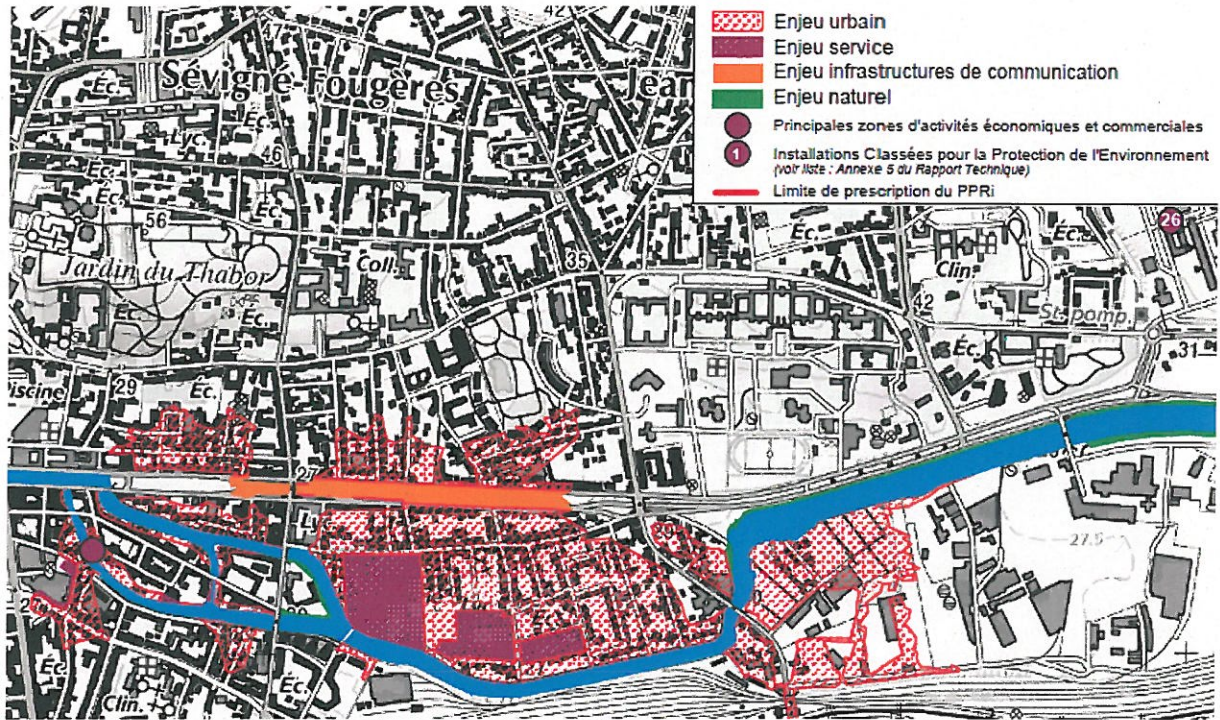 Enjeu urbain
Enjeu service
Enjeu infrastructures de communication
Enjeu naturel
Principales zones d'activités économiques et commerciales
1 Installations Classées pour la Protection de l'Environnement
(voir liste : Annexe 5 du Rapport Technique)
Limite de prescription du PPRi
42
47
Sévigné Fougères
Jean
Éc.
Éc.
Lyc.
46
Éc.
Éc.
Éc.
56
Éc.
Éc.
26
Jardin du Thabor
Coll.
35
Clin.
Éc.
Éc.
42
St. pomp.
Éc.
31
Piscine
29
Éc.
27
27.5
Éc.
Éc.
Clin.